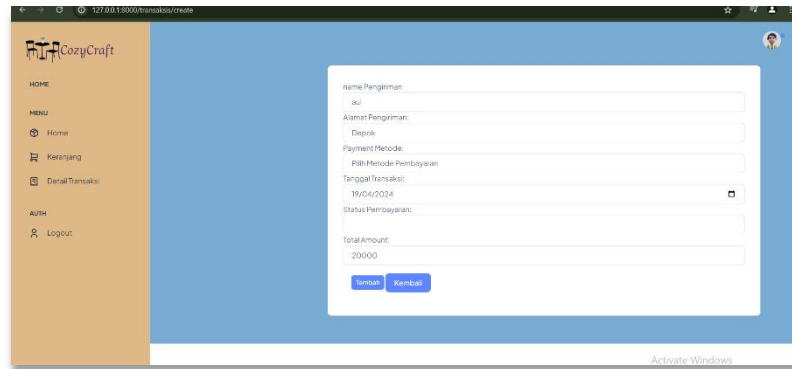 127.0.0.1:8000/transaksis/create
CozyCraft
HOME
MENU
Home
Keranjang
Detail Transaksi
AUTH
Logout
name Pengiriman:
aul
Alamat Pengiriman:
Depok
Payment Metode:
Pilih Metode Pembayaran
Tanggal Transaksi:
19/04/2024
Status Pembayaran:
Total Amount:
20000
Tambah Kembali
Activate Windows